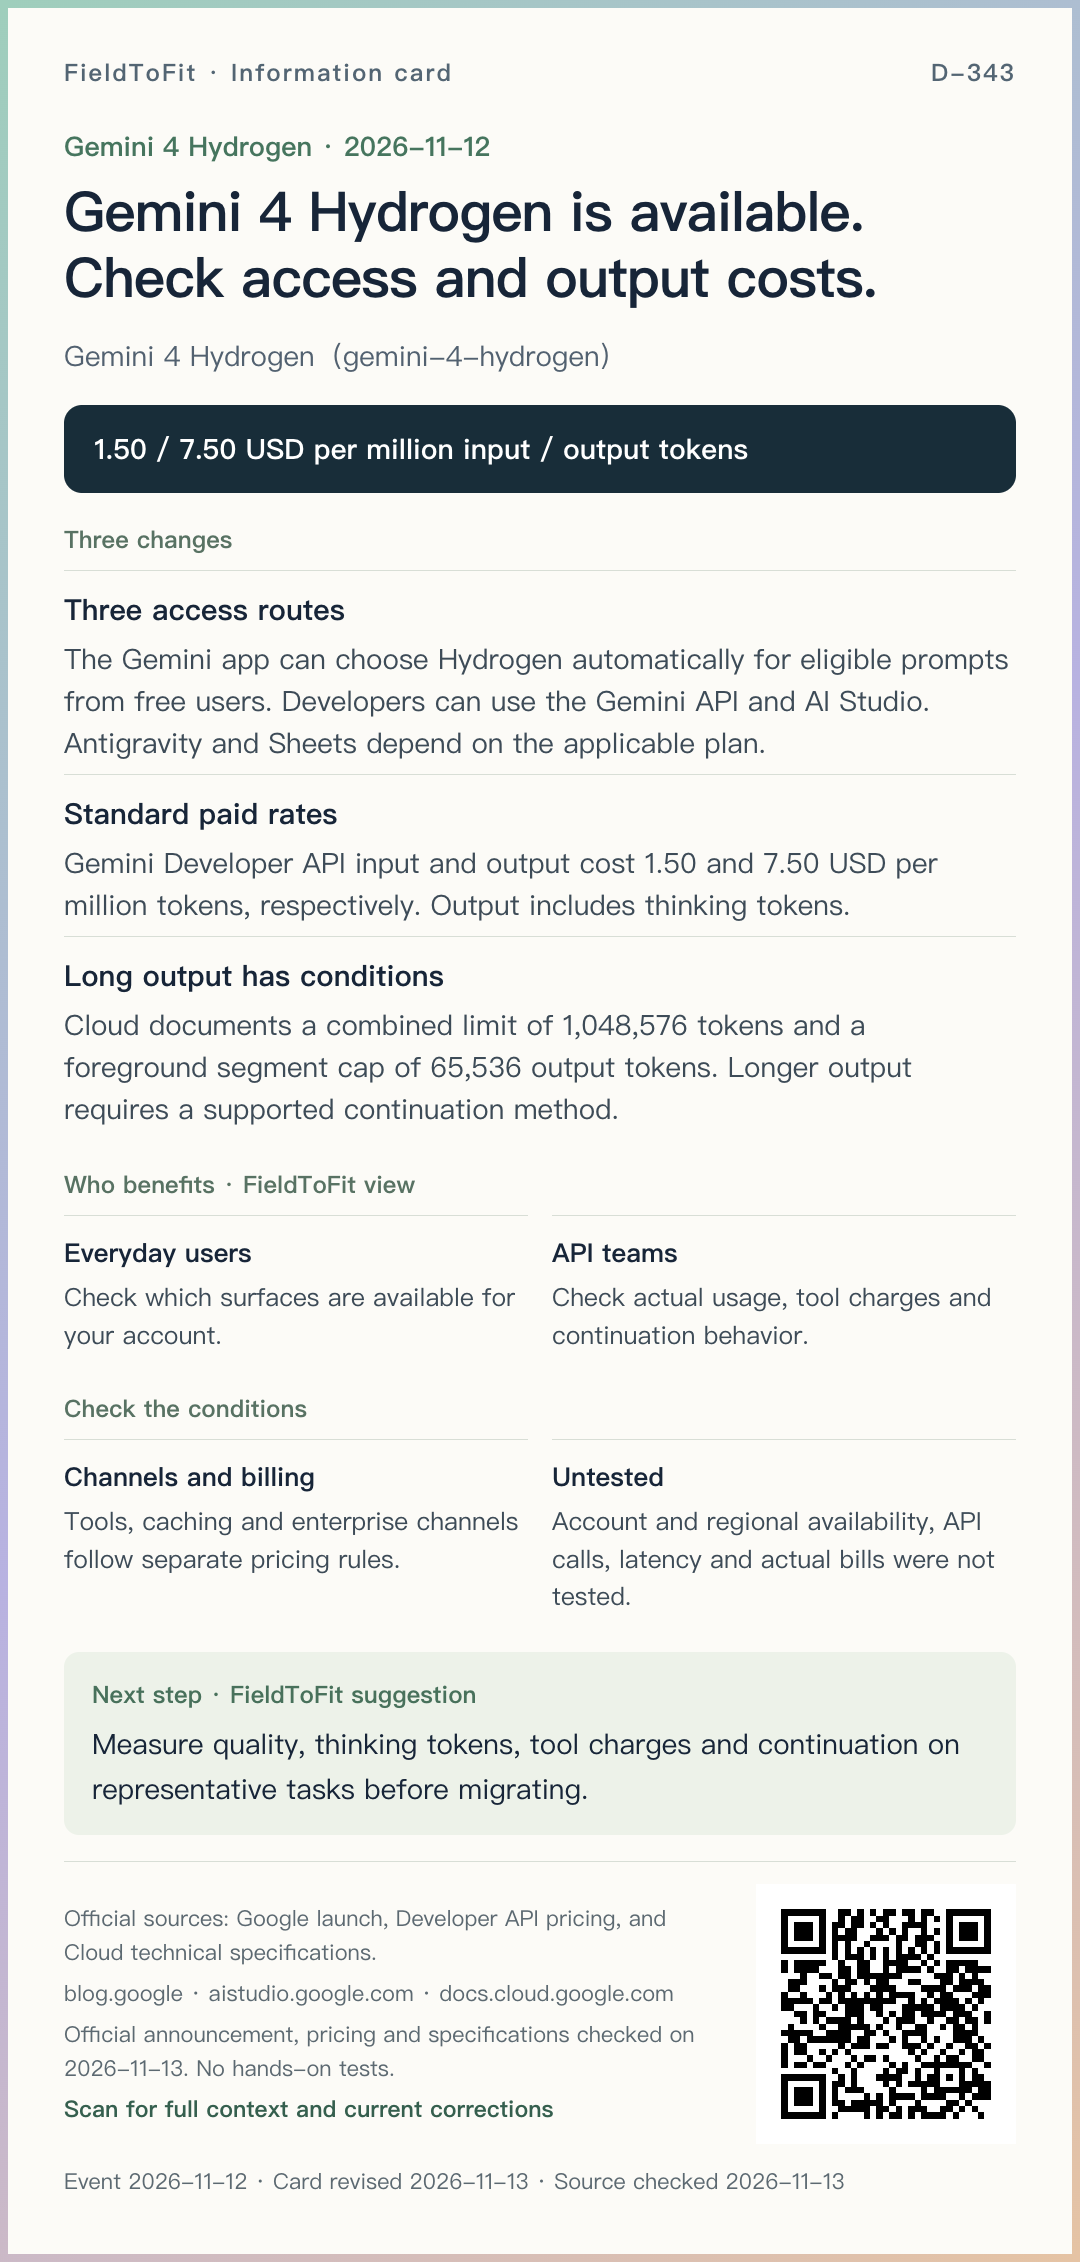 FieldToFit · Information card
D-343
Gemini 4 Hydrogen · 2026-11-12
Gemini 4 Hydrogen is available.
Check access and output costs.
Gemini 4 Hydrogen (gemini-4-hydrogen)
1.50 / 7.50 USD per million input / output tokens
Three changes
Three access routes
The Gemini app can choose Hydrogen automatically for eligible prompts
from free users. Developers can use the Gemini API and AI Studio.
Antigravity and Sheets depend on the applicable plan.
Standard paid rates
Gemini Developer API input and output cost 1.50 and 7.50 USD per
million tokens, respectively. Output includes thinking tokens.
Long output has conditions
Cloud documents a combined limit of 1,048,576 tokens and a
foreground segment cap of 65,536 output tokens. Longer output
requires a supported continuation method.
Who benefits · FieldToFit view
Everyday users
Check which surfaces are available for
your account.
API teams
Check actual usage, tool charges and
continuation behavior.
Check the conditions
Channels and billing
Tools, caching and enterprise channels
follow separate pricing rules.
Untested
Account and regional availability, API
calls, latency and actual bills were not
tested.
Next step · FieldToFit suggestion
Measure quality, thinking tokens, tool charges and continuation on
representative tasks before migrating.
Official sources: Google launch, Developer API pricing, and
Cloud technical specifications.
blog.google · aistudio.google.com · docs.cloud.google.com
Official announcement, pricing and specifications checked on
2026-11-13. No hands-on tests.
Scan for full context and current corrections
Event 2026-11-12 · Card revised 2026-11-13 · Source checked 2026-11-13